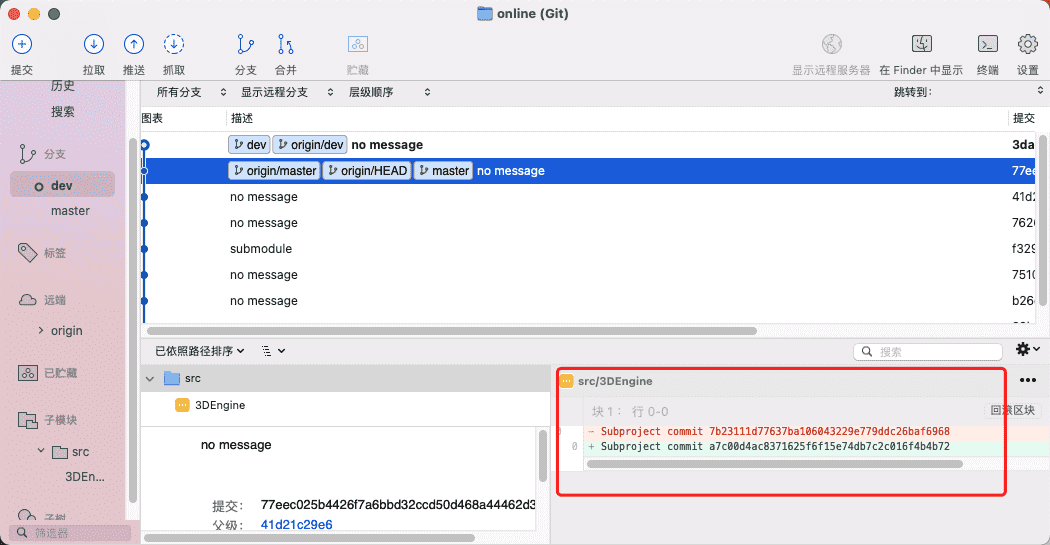 online (Git)
提交 拉取 推送 抓取 分支 合并 贮藏 显示远程服务器 在 Finder 中显示 终端 设置
历史
搜索
分支
dev
master
标签
远端
origin
已贮藏
子模块
src
3DEn...
子树
筛选器
所有分支 显示远程分支 层级顺序 跳转到:
图表 描述 提交
dev origin/dev no message 3da
origin/master origin/HEAD master no message 77ee
no message 41d2
no message 7620
submodule f329
no message 7510
no message b26
已依照路径排序 搜索
src
3DEngine
no message
提交: 77eec025b4426f7a6bbd32ccd50d468a44462d3
父级: 41d21c29e6
src/3DEngine
块 1: 行 0-0 回滚区块
0 - Subproject commit 7b23111d77637ba106043229e779ddc26baf6968
0 + Subproject commit a7c00d4ac8371625f6f15e74db7c2c016f4b4b72